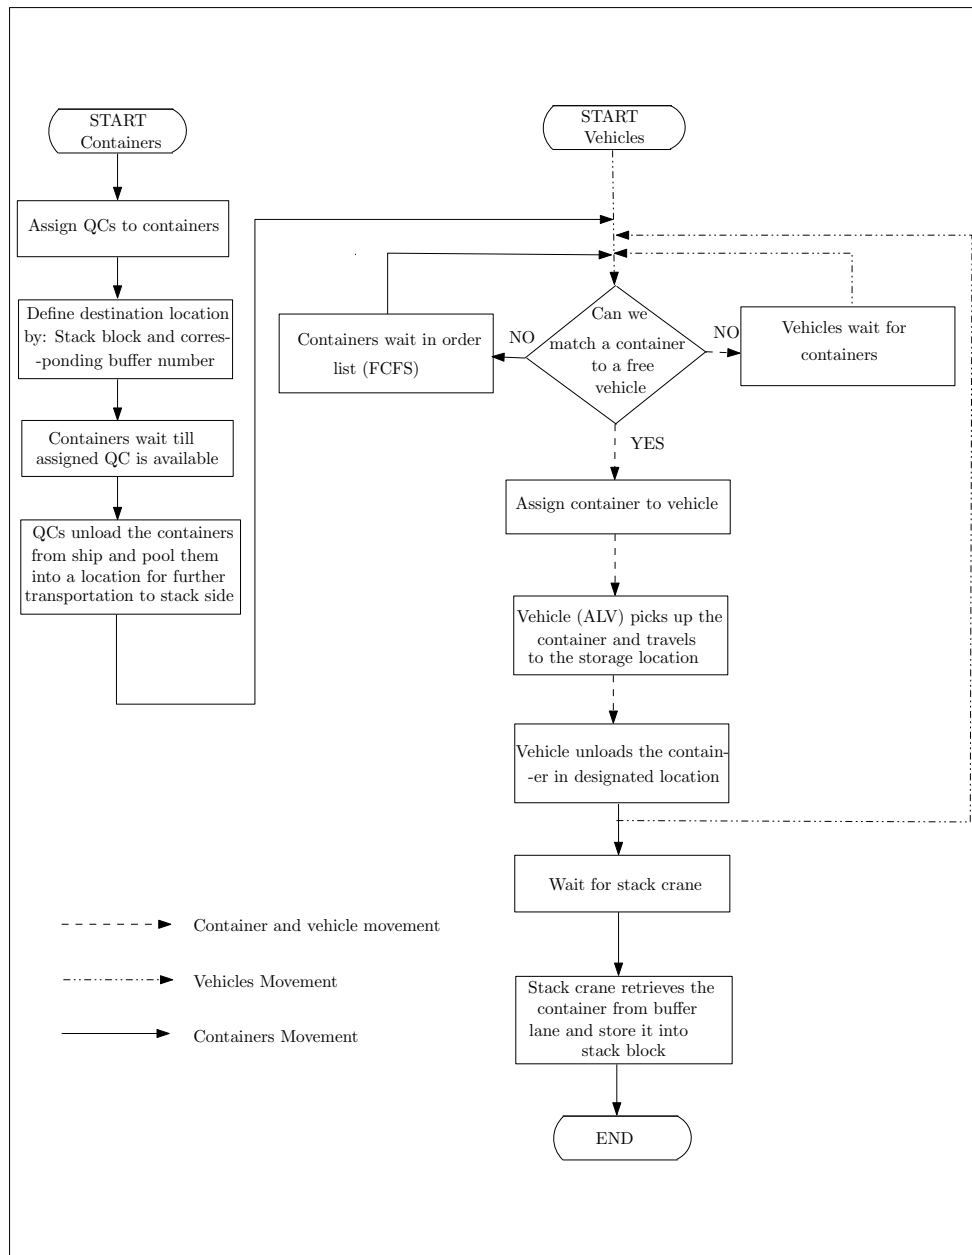 START
Containers
Assign QCs to containers
Define destination location
by: Stack block and corres-
-ponding buffer number
Containers wait till
assigned QC is available
QCs unload the containers
from ship and pool them
into a location for further
transportation to stack side
START
Vehicles
Can we
match a container
to a free
vehicle
NO
Containers wait in order
list (FCFS)
NO
Vehicles wait for
containers
YES
Assign container to vehicle
Vehicle (ALV) picks up the
container and travels
to the storage location
Vehicle unloads the contain-
-er in designated location
Wait for stack crane
Stack crane retrieves the
container from buffer
lane and store it into
stack block
END
Container and vehicle movement
Vehicles Movement
Containers Movement